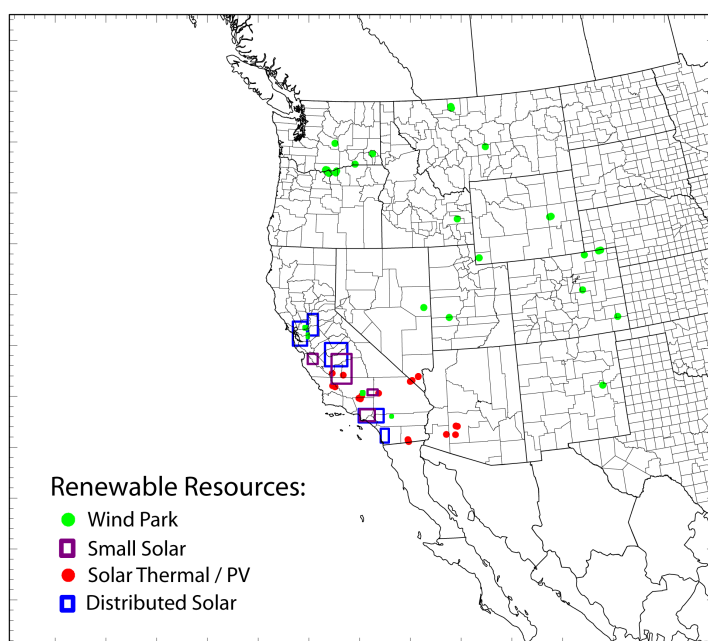 Renewable Resources:
Wind Park
Small Solar
Solar Thermal / PV
Distributed Solar